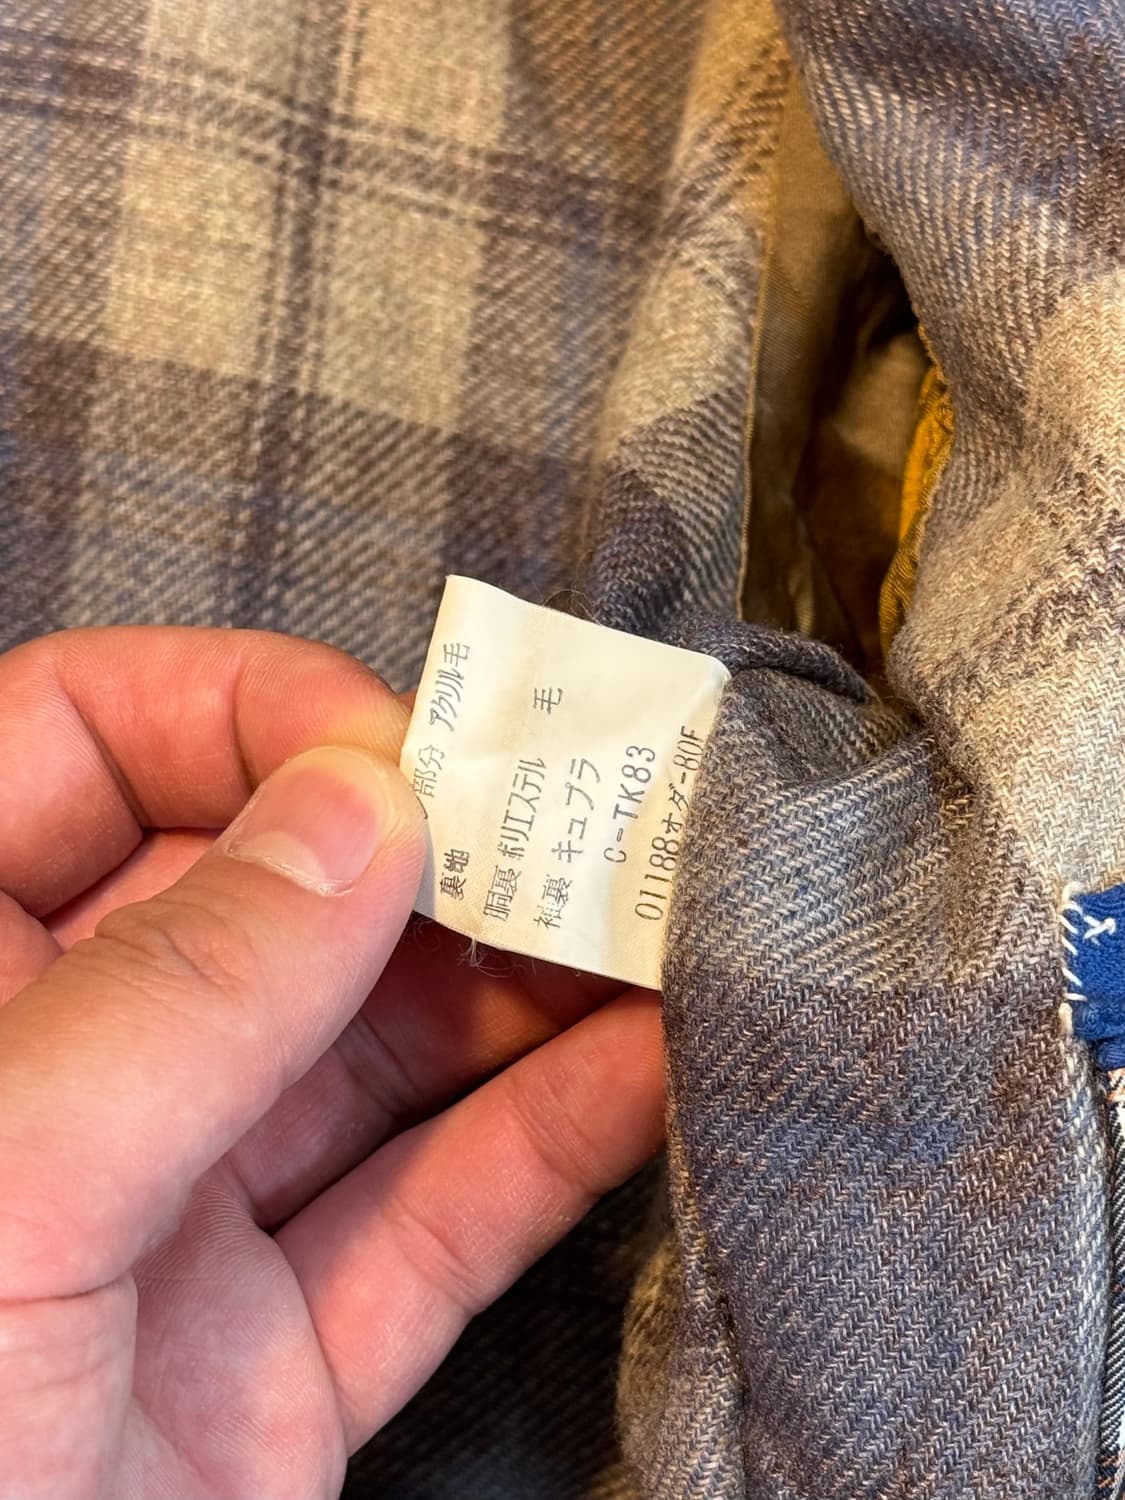 部分 アクリル毛
裏紬
胴裏 ポリエステル 毛
袖裏 キュプラ
C-TK83
01188オダ-80F